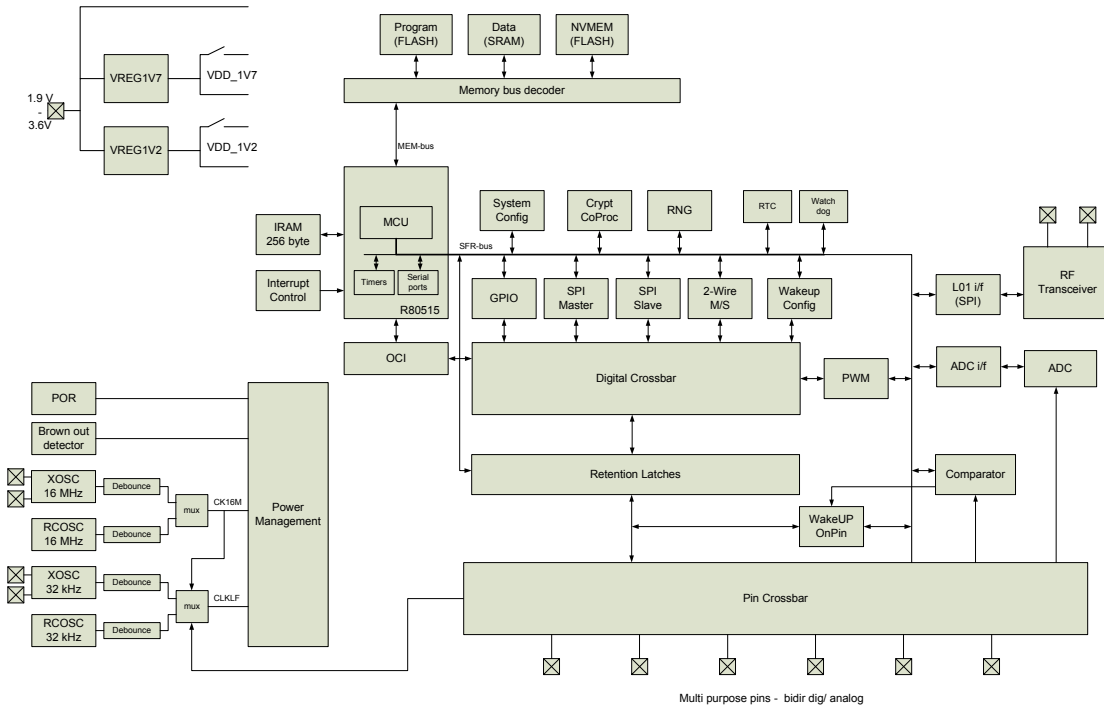 Program
(FLASH)
Data
(SRAM)
NVMEM
(FLASH)
VREG1V7
VDD_1V7
Memory bus decoder
1.9 V
-
3.6V
VREG1V2
VDD_1V2
MEM-bus
MCU
IRAM
256 byte
System
Config
Crypt
CoProc
RNG
RTC
Watch
dog
SFR-bus
Interrupt
Control
Timers
Serial
ports
R80515
GPIO
SPI
Master
SPI
Slave
2-Wire
M/S
Wakeup
Config
L01 i/f
(SPI)
RF
Transceiver
OCI
Digital Crossbar
PWM
ADC i/f
ADC
POR
Brown out
detector
XOSC
16 MHz
Debounce
mux
CK16M
RCOSC
16 MHz
Debounce
Power
Management
Retention Latches
Comparator
WakeUP
OnPin
XOSC
32 kHz
Debounce
mux
CLKLF
RCOSC
32 kHz
Debounce
Pin Crossbar
Multi purpose pins - bidir dig/ analog